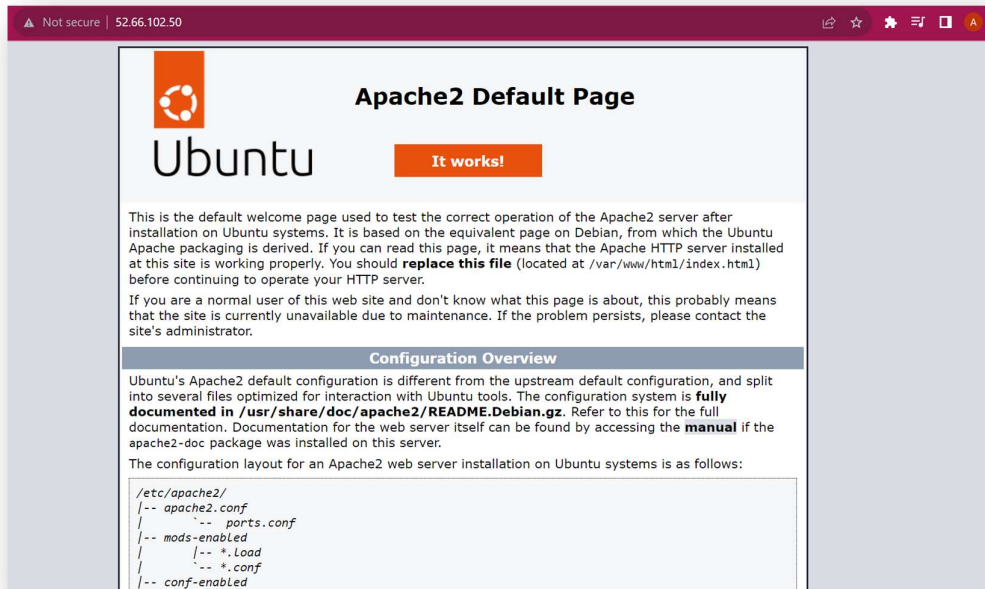 Not secure
52.66.102.50
A
Ubuntu
Apache2 Default Page
It works!
This is the default welcome page used to test the correct operation of the Apache2 server after
installation on Ubuntu systems. It is based on the equivalent page on Debian, from which the Ubuntu
Apache packaging is derived. If you can read this page, it means that the Apache HTTP server installed
at this site is working properly. You should replace this file (located at /var/www/html/index.html)
before continuing to operate your HTTP server.
If you are a normal user of this web site and don't know what this page is about, this probably means
that the site is currently unavailable due to maintenance. If the problem persists, please contact the
site's administrator.
Configuration Overview
Ubuntu's Apache2 default configuration is different from the upstream default configuration, and split
into several files optimized for interaction with Ubuntu tools. The configuration system is fully
documented in /usr/share/doc/apache2/README.Debian.gz. Refer to this for the full
documentation. Documentation for the web server itself can be found by accessing the manual if the
apache2-doc package was installed on this server.
The configuration layout for an Apache2 web server installation on Ubuntu systems is as follows:
/etc/apache2/
|-- apache2.conf
|       `--  ports.conf
|-- mods-enabled
|       |-- *.load
|       `-- *.conf
|-- conf-enabled